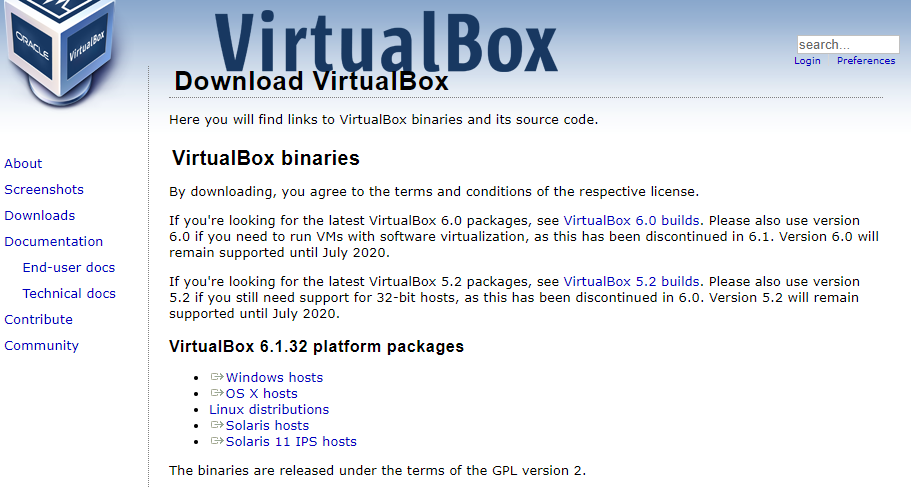 VirtualBox
ORACLE
VirtualBox
search...
Login Preferences
Download VirtualBox
Here you will find links to VirtualBox binaries and its source code.
About
Screenshots
Downloads
Documentation
End-user docs
Technical docs
Contribute
Community
VirtualBox binaries
By downloading, you agree to the terms and conditions of the respective license.
If you're looking for the latest VirtualBox 6.0 packages, see VirtualBox 6.0 builds. Please also use version
6.0 if you need to run VMs with software virtualization, as this has been discontinued in 6.1. Version 6.0 will
remain supported until July 2020.
If you're looking for the latest VirtualBox 5.2 packages, see VirtualBox 5.2 builds. Please also use version
5.2 if you still need support for 32-bit hosts, as this has been discontinued in 6.0. Version 5.2 will remain
supported until July 2020.
VirtualBox 6.1.32 platform packages
Windows hosts
OS X hosts
Linux distributions
Solaris hosts
Solaris 11 IPS hosts
The binaries are released under the terms of the GPL version 2.